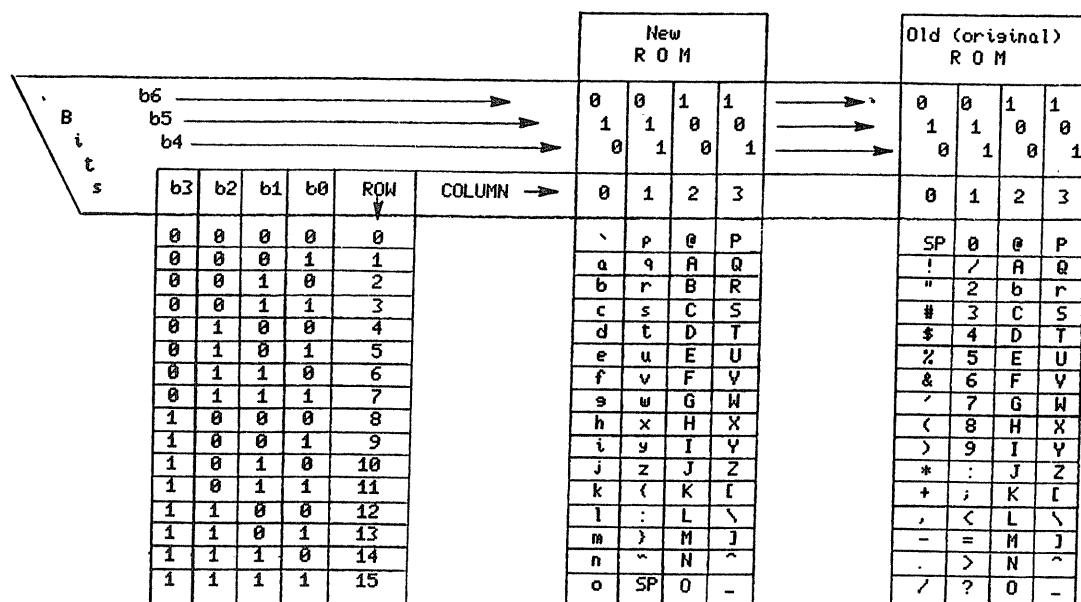 New Old (original)
R O M R O M
b6 0 0 1 1 0 0 1 1
B b5 1 1 0 0 1 1 0 0
i b4 0 1 0 1 0 1 0 1
t
s b3 b2 b1 b0 ROW COLUMN 0 1 2 3 0 1 2 3
0 0 0 0 0 ` p @ P SP 0 @ P
0 0 0 1 1 a q A Q ! / A Q
0 0 1 0 2 b r B R " 2 b r
0 0 1 1 3 c s C S # 3 C S
0 1 0 0 4 d t D T $ 4 D T
0 1 0 1 5 e u E U % 5 E U
0 1 1 0 6 f v F Y & 6 F Y
0 1 1 1 7 g w G W ' 7 G W
1 0 0 0 8 h x H X ( 8 H X
1 0 0 1 9 i y I Y ) 9 I Y
1 0 1 0 10 j z J Z * : J Z
1 0 1 1 11 k { K [ + ; K [
1 1 0 0 12 l : L \ , < L \
1 1 0 1 13 m } M ] - = M ]
1 1 1 0 14 n ~ N ^ . > N ^
1 1 1 1 15 o SP O _ / ? O _